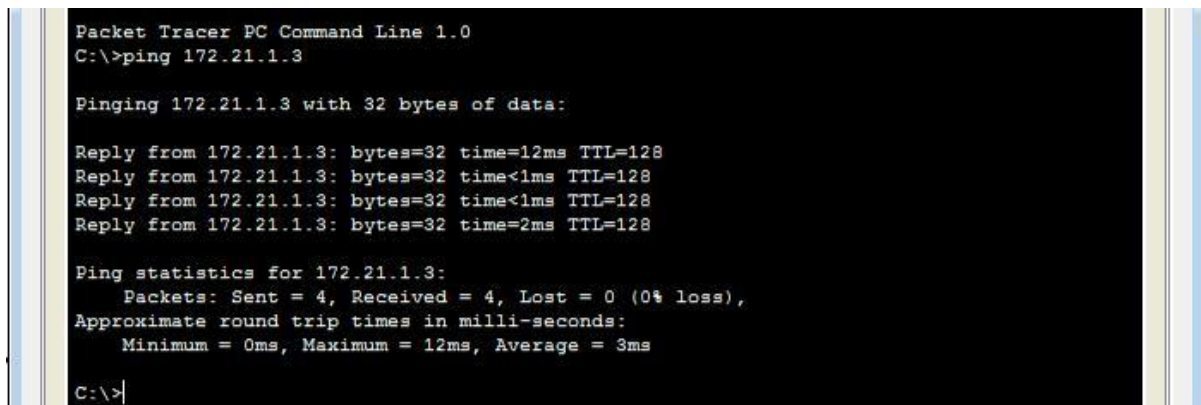 Packet Tracer PC Command Line 1.0
C:\>ping 172.21.1.3
Pinging 172.21.1.3 with 32 bytes of data:
Reply from 172.21.1.3: bytes=32 time=12ms TTL=128
Reply from 172.21.1.3: bytes=32 time<1ms TTL=128
Reply from 172.21.1.3: bytes=32 time<1ms TTL=128
Reply from 172.21.1.3: bytes=32 time=2ms TTL=128
Ping statistics for 172.21.1.3:
Packets: Sent = 4, Received = 4, Lost = 0 (0% loss),
Approximate round trip times in milli-seconds:
Minimum = 0ms, Maximum = 12ms, Average = 3ms
C:\>